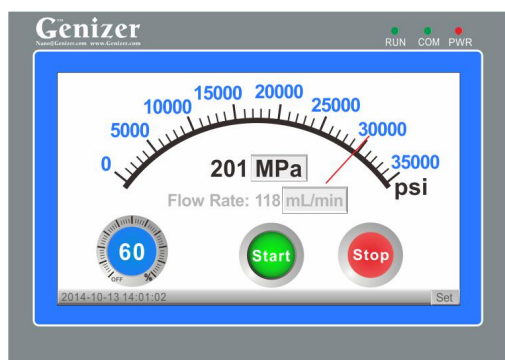 Genizer
Nano@Genizer.com www.Genizer.com
RUN COM PWR
0 5000 10000 15000 20000 25000 30000 35000
psi
201 MPa
Flow Rate: 118 mL/min
60
OFF %
Start
Stop
2014-10-13 14:01:02
Set